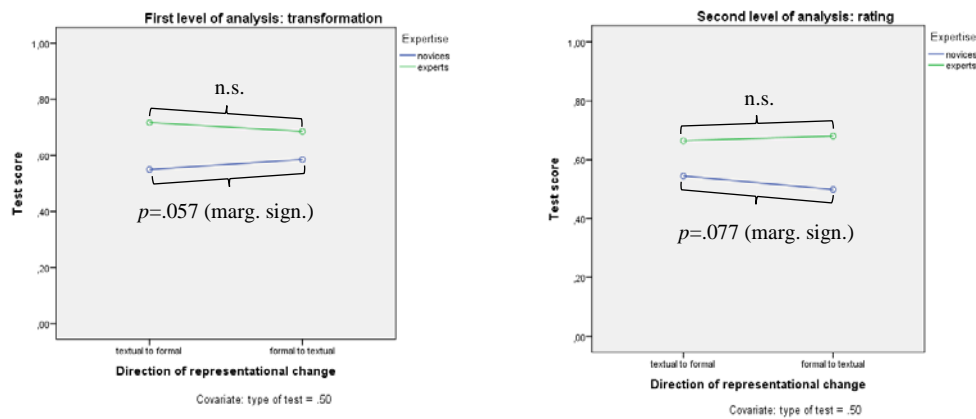 First level of analysis: transformation
Expertise
novices
experts
1,00
,80
,60
,40
,20
,00
Test score
n.s.
p=.057 (marg. sign.)
textual to formal
formal to textual
Direction of representational change
Covariate: type of test = .50
Second level of analysis: rating
Expertise
novices
experts
1,00
,80
,60
,40
,20
,00
Test score
n.s.
p=.077 (marg. sign.)
textual to formal
formal to textual
Direction of representational change
Covariate: type of test = .50